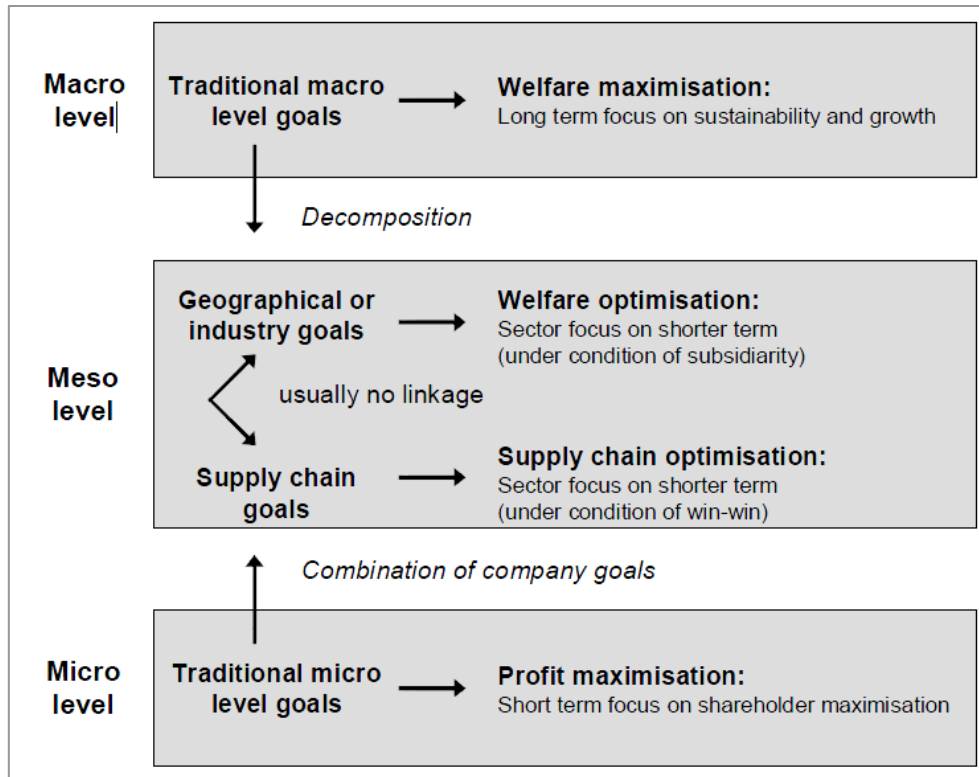 Macro
level
Traditional macro
level goals
Welfare maximisation:
Long term focus on sustainability and growth
Decomposition
Meso
level
Geographical or
industry goals
Welfare optimisation:
Sector focus on shorter term
(under condition of subsidiarity)
usually no linkage
Supply chain
goals
Supply chain optimisation:
Sector focus on shorter term
(under condition of win-win)
Combination of company goals
Micro
level
Traditional micro
level goals
Profit maximisation:
Short term focus on shareholder maximisation